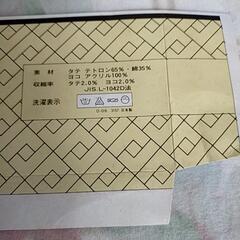 素材 タテ テトロン65%・綿35%
ヨコ アクリル100%
収縮率 タテ2.0% ヨコ2.0%
JIS.L-1042D法
洗濯表示